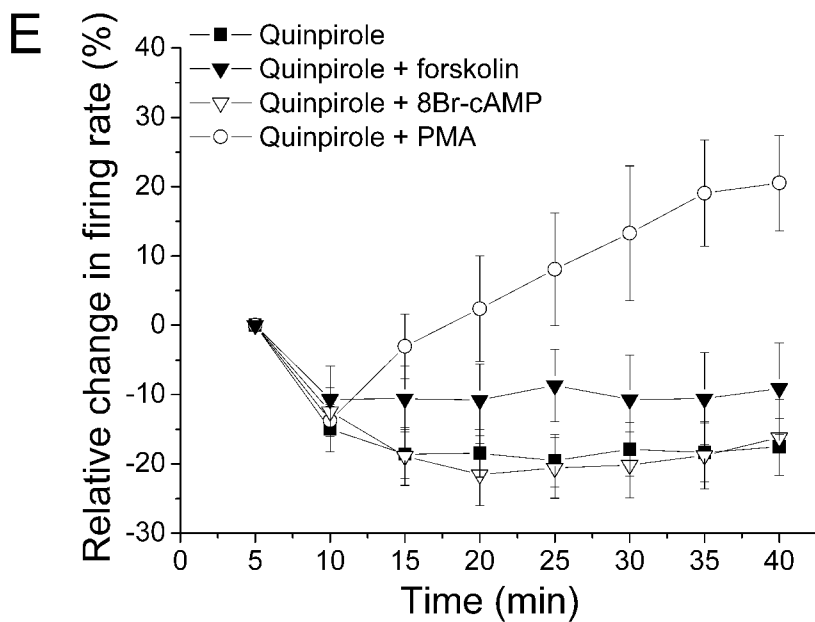 E
Quinpirole
Quinpirole + forskolin
Quinpirole + 8Br-cAMP
Quinpirole + PMA
Relative change in firing rate (%)
40
30
20
10
0
-10
-20
-30
0 5 10 15 20 25 30 35 40
Time (min)